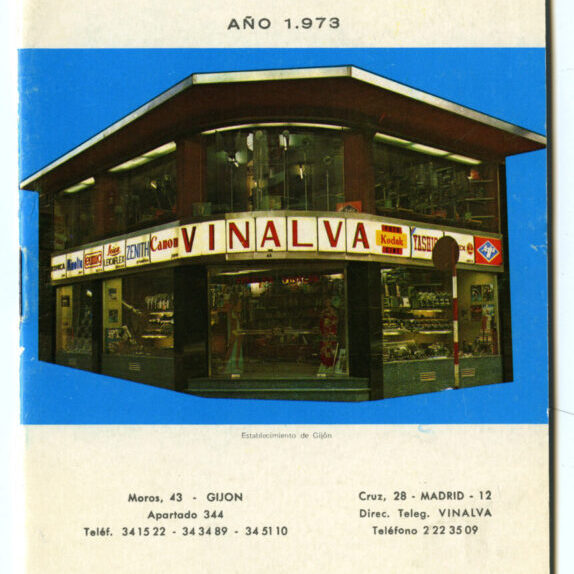 AÑO 1.973
ZENITH
Canon
VINALVA
Kodak
YASHICA
Agfa
Establecimiento de Gijón
Moros, 43 - GIJON
Apartado 344
Teléf. 34 15 22 - 34 34 89 - 34 51 10
Cruz, 28 - MADRID - 12
Direc. Teleg. VINALVA
Teléfono 2 22 35 09